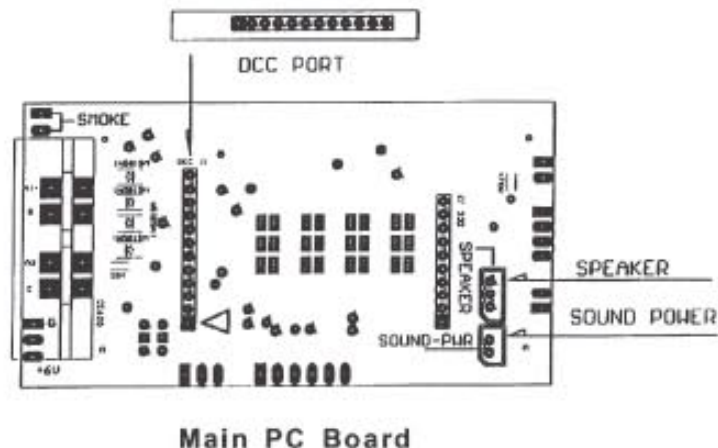 DCC PORT
SMOKE
SPEAKER
SPEAKER
SOUND POWER
SOUND-PWR
+6V
Main PC Board